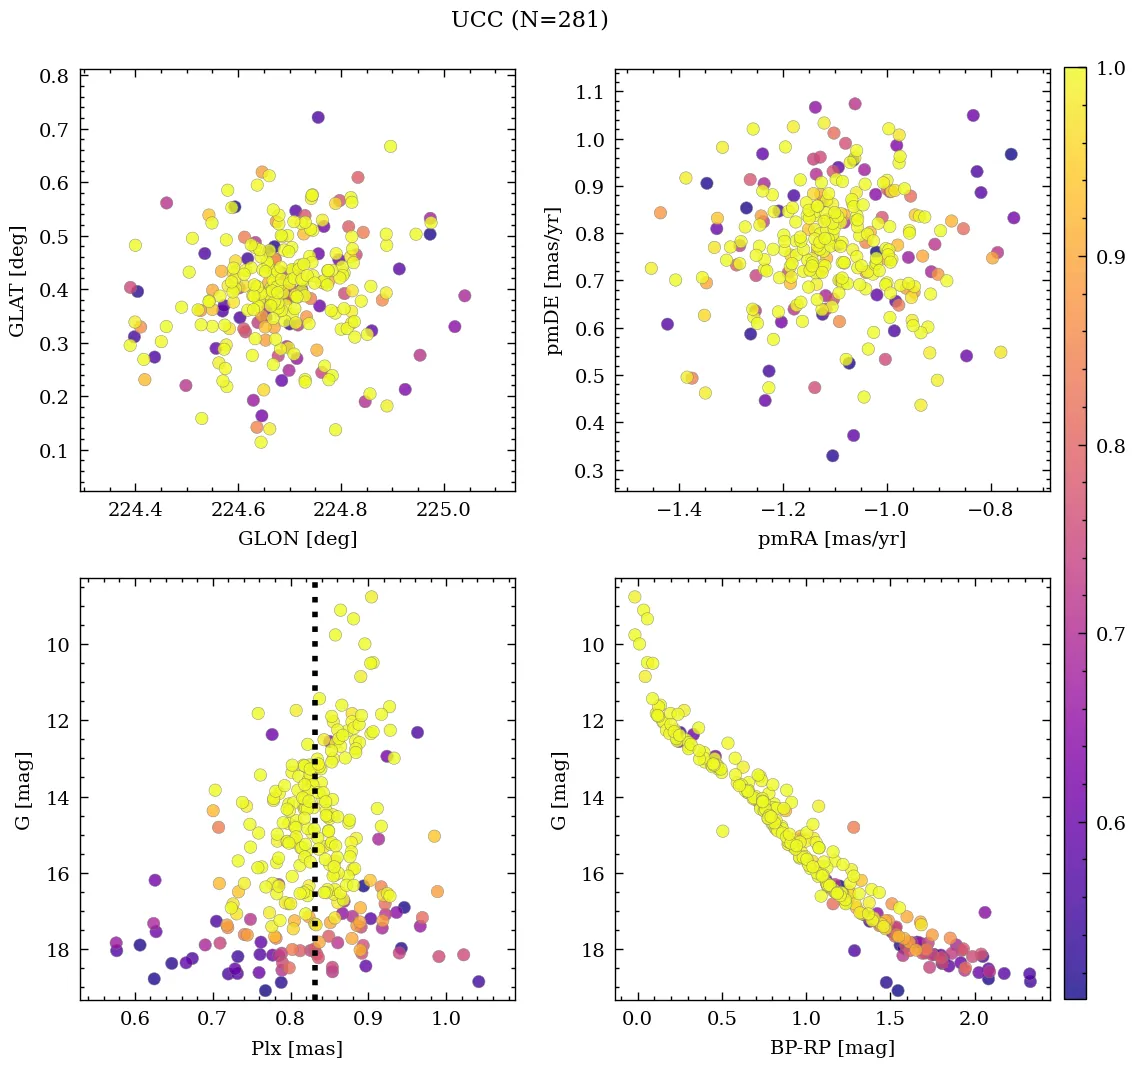 UCC (N=281)
0.8
0.7
0.6
0.5
0.4
0.3
0.2
0.1
GLAT [deg]
224.4 224.6 224.8 225.0
GLON [deg]
1.1
1.0
0.9
0.8
0.7
0.6
0.5
0.4
0.3
pmDE [mas/yr]
−1.4 −1.2 −1.0 −0.8
pmRA [mas/yr]
1.0
0.9
0.8
0.7
0.6
10
12
14
16
18
G [mag]
0.6 0.7 0.8 0.9 1.0
Plx [mas]
10
12
14
16
18
G [mag]
0.0 0.5 1.0 1.5 2.0
BP-RP [mag]